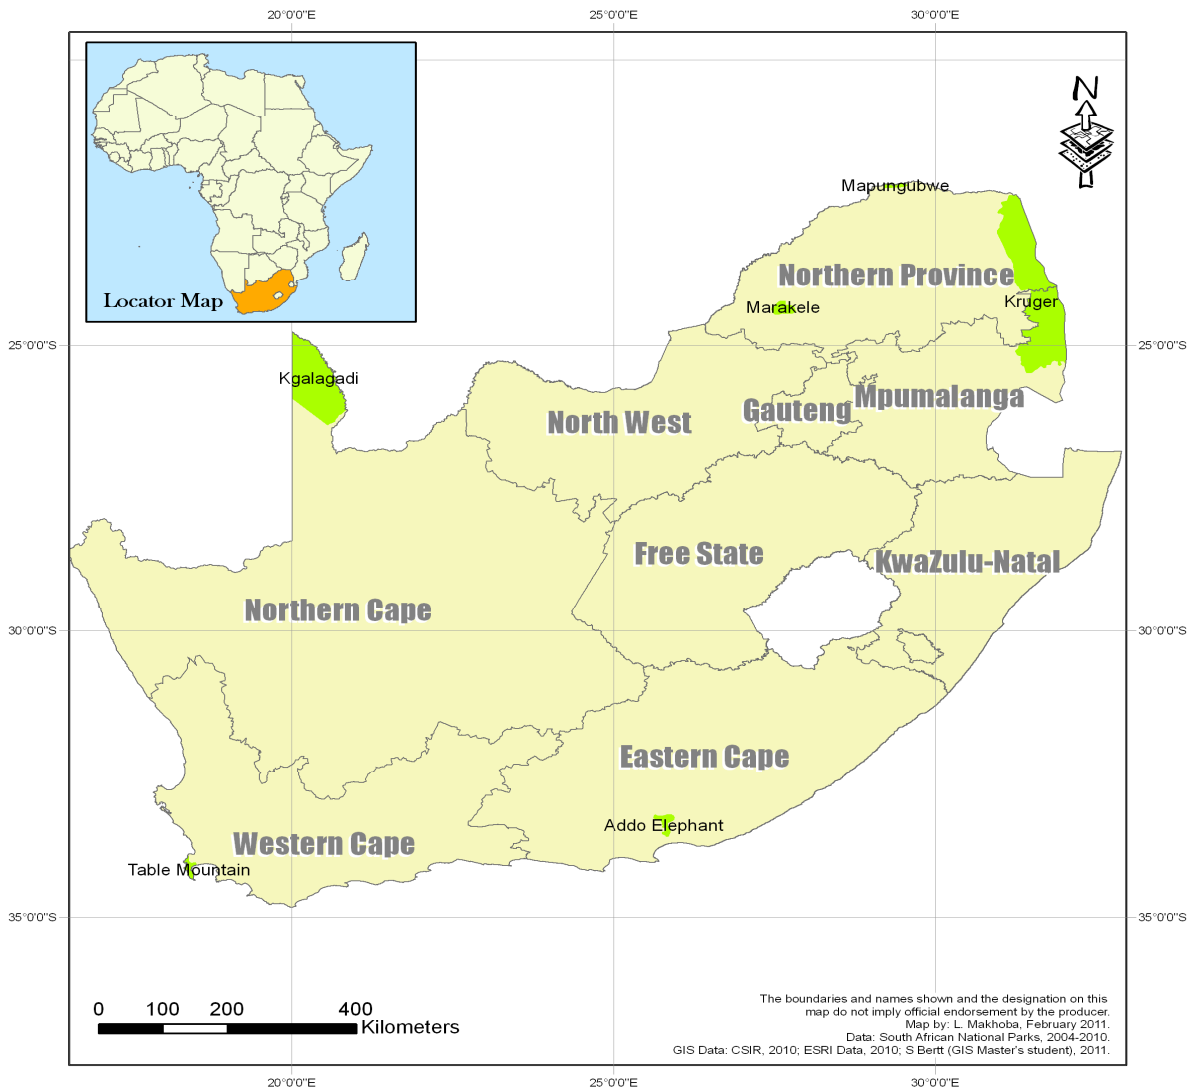 20°0'0"E 25°0'0"E 30°0'0"E
N
Locator Map
Mapungubwe
Northern Province
Marakele
Kruger
25°0'0"S 25°0'0"S
Kgalagadi
Mpumalanga
Gauteng
North West
Free State
KwaZulu-Natal
Northern Cape
30°0'0"S 30°0'0"S
Eastern Cape
Addo Elephant
Western Cape
Table Mountain
35°0'0"S 35°0'0"S
0 100 200 400
Kilometers
The boundaries and names shown and the designation on this
map do not imply official endorsement by the producer.
Map by: L. Makhoba, February 2011.
Data: South African National Parks, 2004-2010.
GIS Data: CSIR, 2010; ESRI Data, 2010; S Bertt (GIS Master's student), 2011.
20°0'0"E 25°0'0"E 30°0'0"E